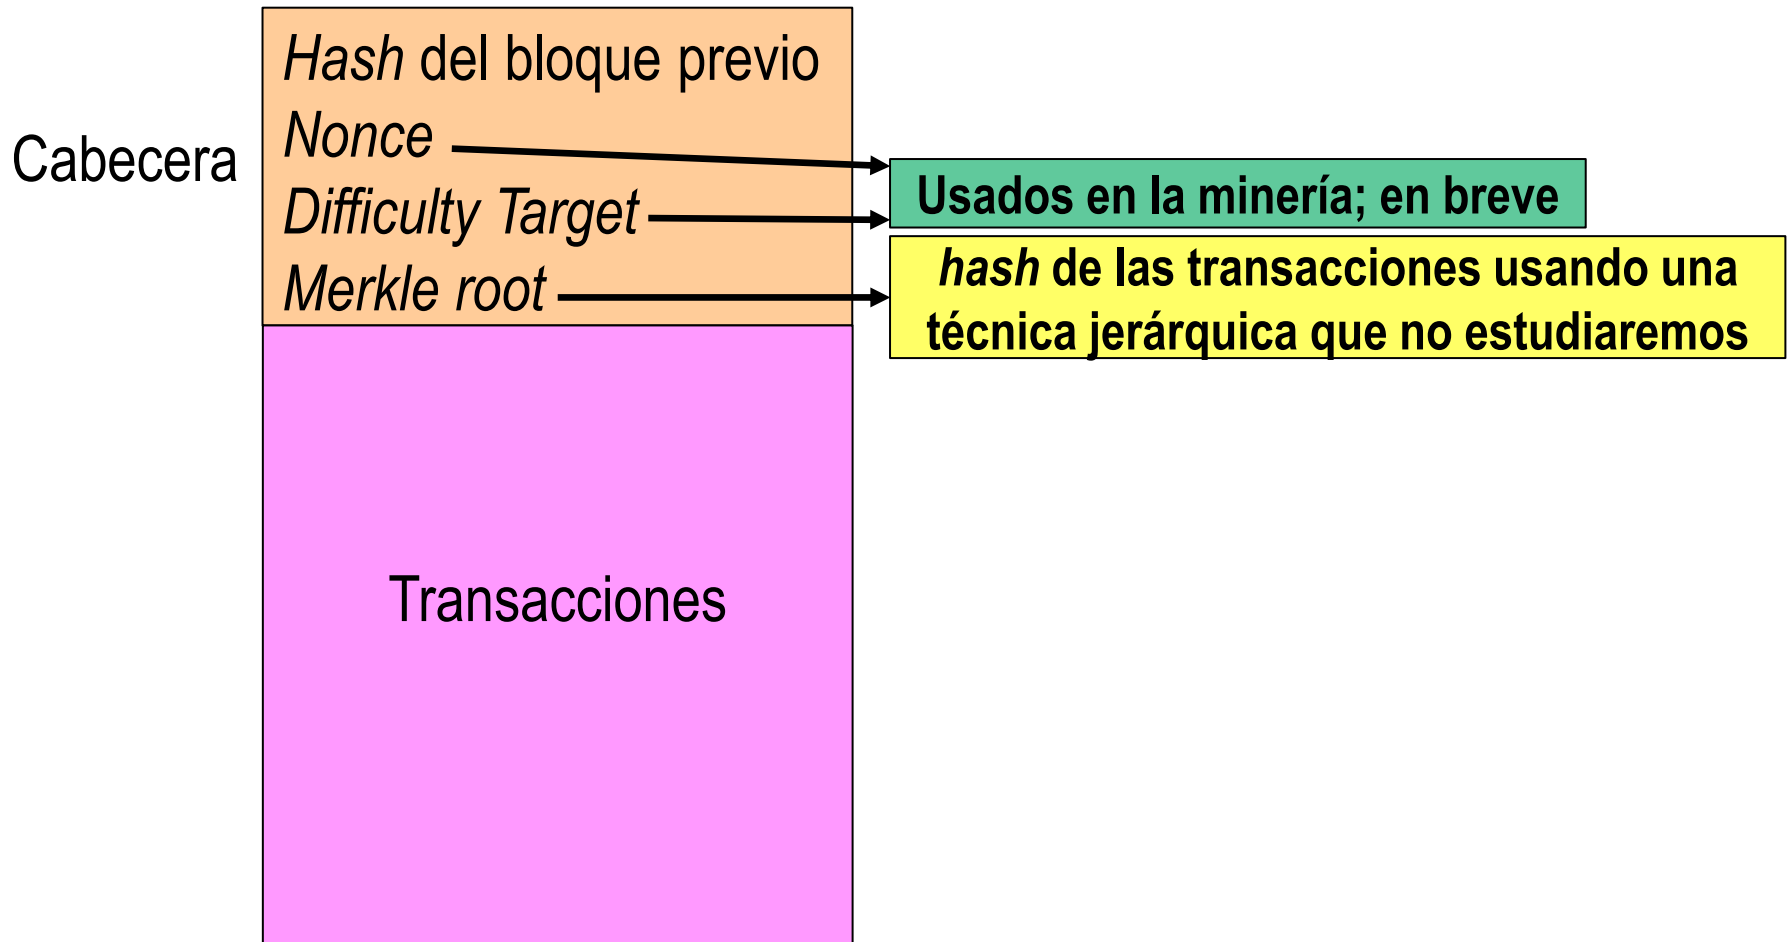 Hash del bloque previo
Cabecera
Nonce
Difficulty Target
Merkle root
Usados en la minería; en breve
hash de las transacciones usando una
técnica jerárquica que no estudiaremos
Transacciones